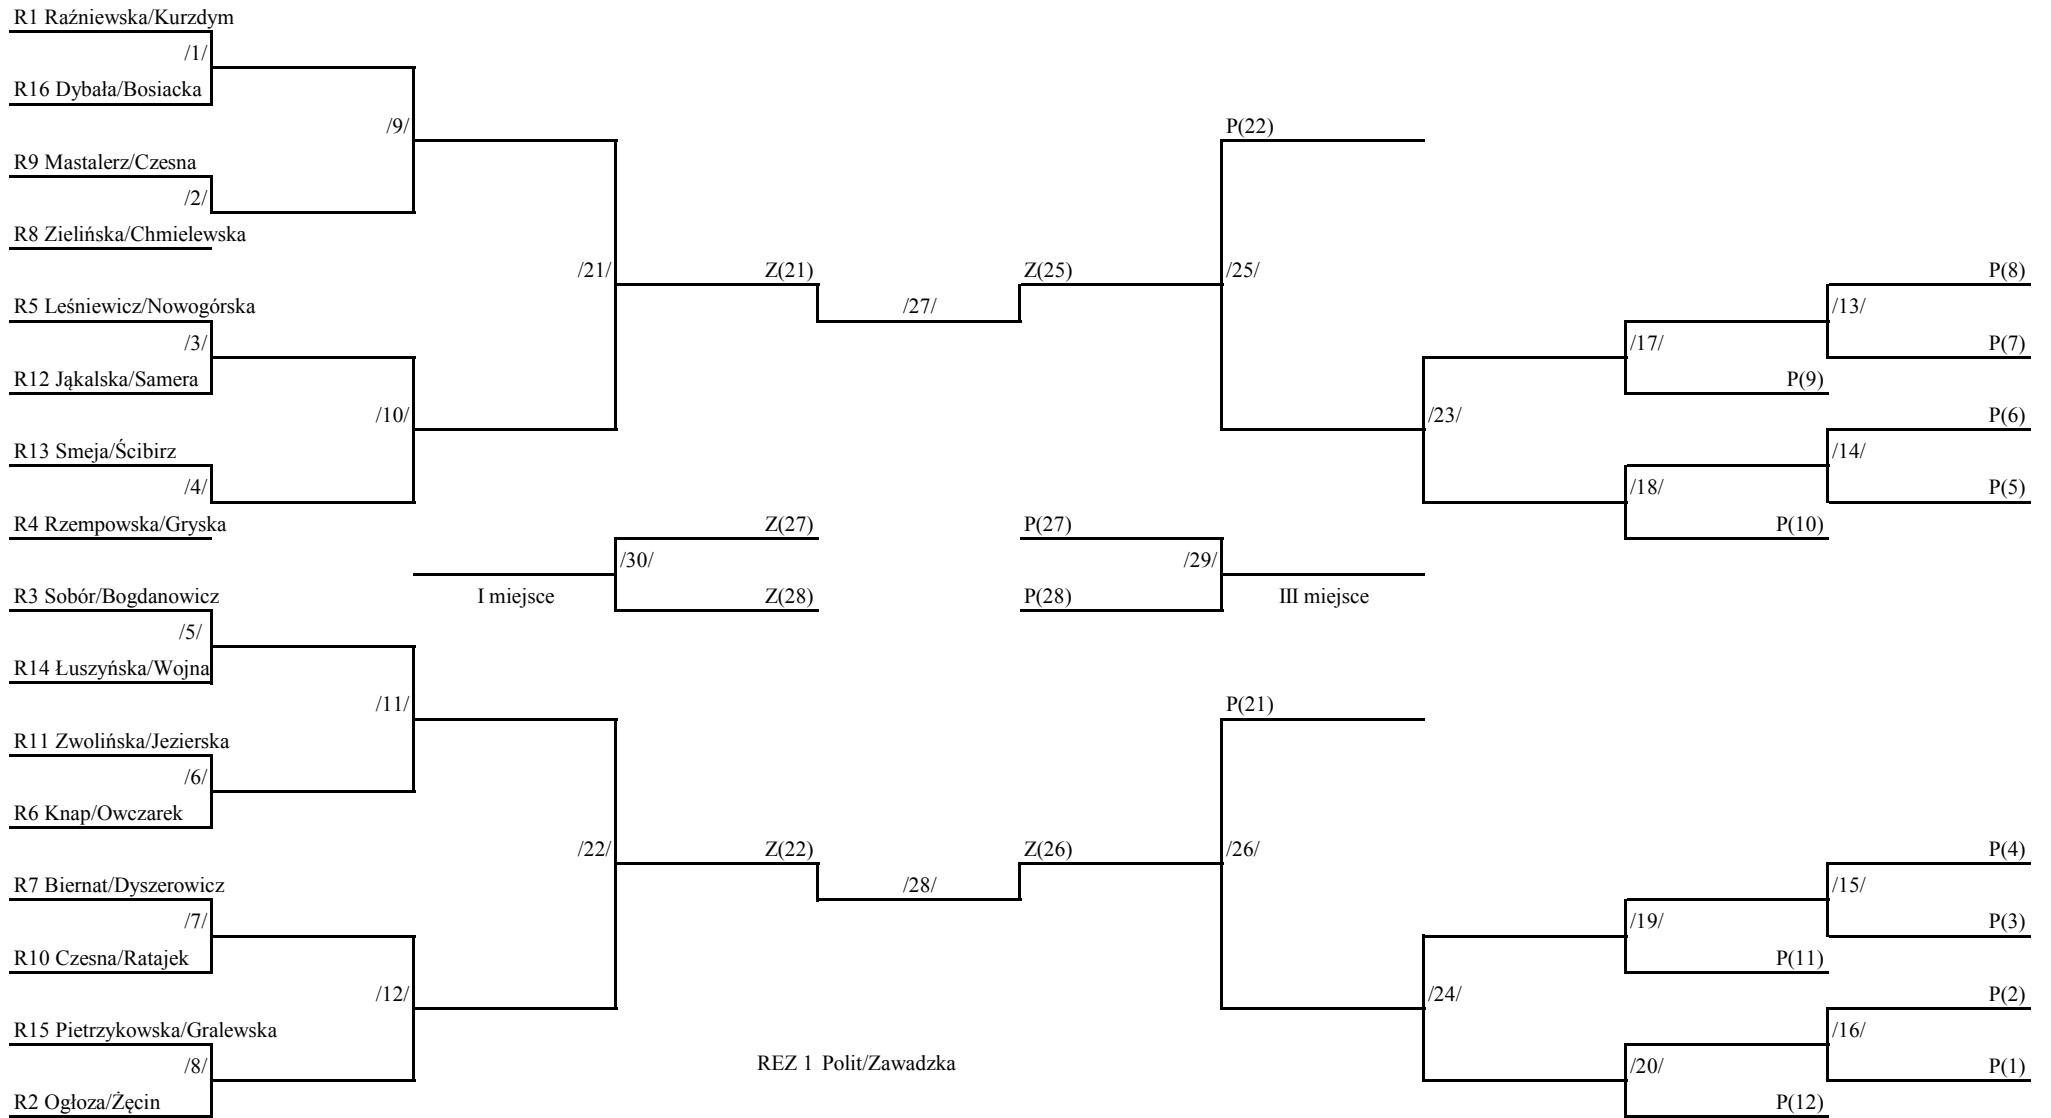 R1 Raźniewska/Kurzdym
/1/
R16 Dybała/Bosiacka
/9/
P(22)
R9 Mastalerz/Czesna
/2/
R8 Zielińska/Chmielewska
/21/
Z(21)
Z(25)
/25/
P(8)
R5 Leśniewicz/Nowogórska
/27/
/13/
/3/
/17/
P(7)
R12 Jąkalska/Samera
P(9)
/10/
/23/
P(6)
R13 Smeja/Ścibirz
/14/
/4/
/18/
P(5)
R4 Rzempowska/Gryska
Z(27)
P(27)
P(10)
/30/
/29/
R3 Sobór/Bogdanowicz
I miejsce
Z(28)
P(28)
III miejsce
/5/
R14 Łuszyńska/Wojna
/11/
P(21)
R11 Zwolińska/Jezierska
/6/
R6 Knap/Owczarek
/22/
Z(22)
Z(26)
/26/
P(4)
R7 Biernat/Dyszerowicz
/28/
/15/
/7/
/19/
P(3)
R10 Czesna/Ratajek
P(11)
/12/
/24/
P(2)
R15 Pietrzykowska/Gralewska
/16/
/8/
REZ 1 Polit/Zawadzka
/20/
P(1)
R2 Ogłoza/Żęcin
P(12)